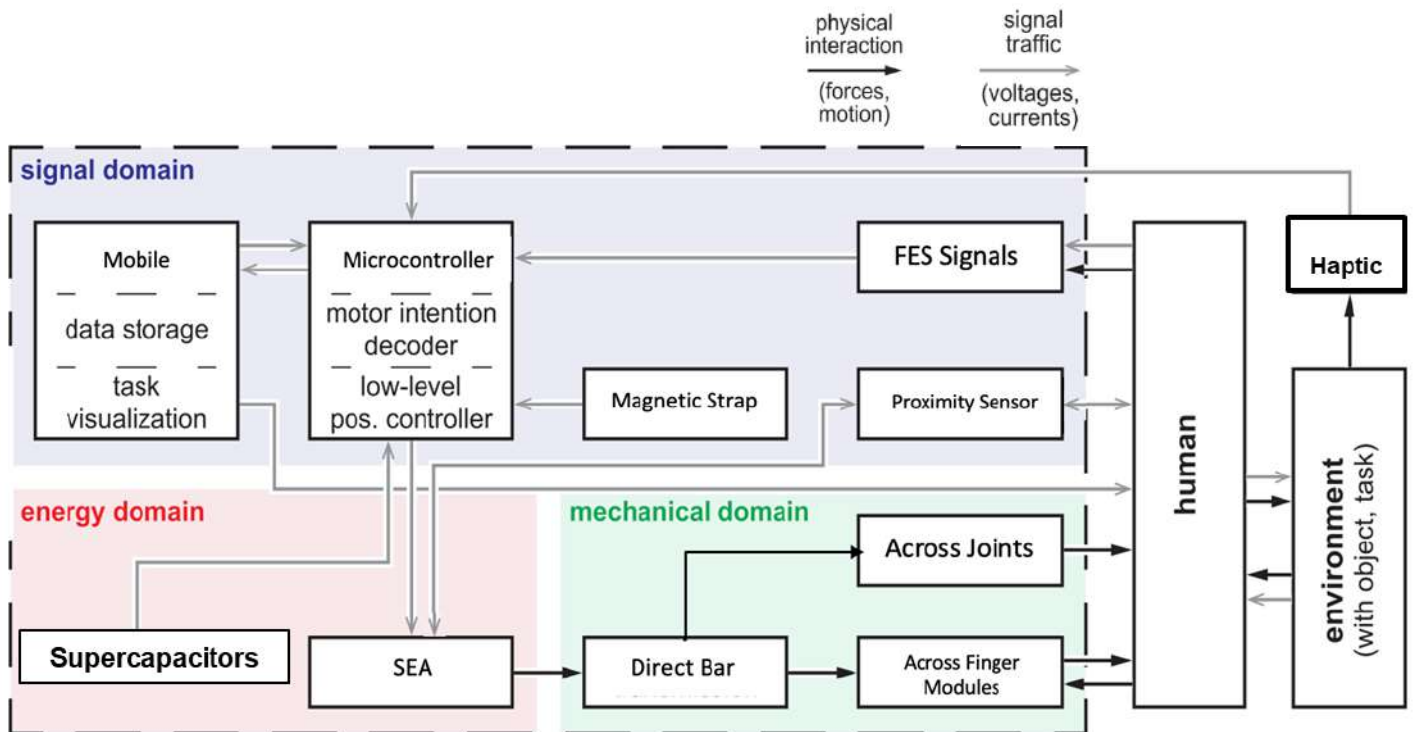 physical
interaction
(forces,
motion)
signal
traffic
(voltages,
currents)
signal domain
Mobile
data storage
task
visualization
Microcontroller
motor intention
decoder
low-level
pos. controller
FES Signals
Magnetic Strap
Proximity Sensor
human
Haptic
environment
(with object, task)
energy domain
Supercapacitors
SEA
mechanical domain
Across Joints
Direct Bar
Across Finger
Modules